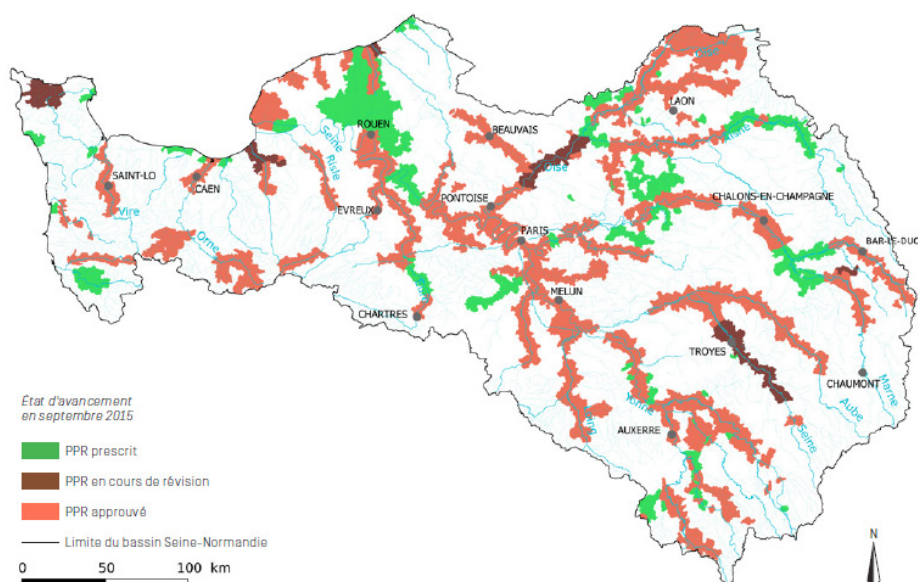 LAON
ROUEN
BEAUVAIS
Oise
SAINT-LO
Seine
Risle
CAEN
Vire
EVREUX
PONTOISE
CHALONS-EN-CHAMPAGNE
PARIS
Orne
BAR-LE-DUC
MELUN
CHARTRES
TROYES
CHAUMONT
Marne
Aube
Yonne
Loing
AUXERRE
Seine
État d'avancement
en septembre 2015
PPR prescrit
PPR en cours de révision
PPR approuvé
Limite du bassin Seine-Normandie
0 50 100 km
N